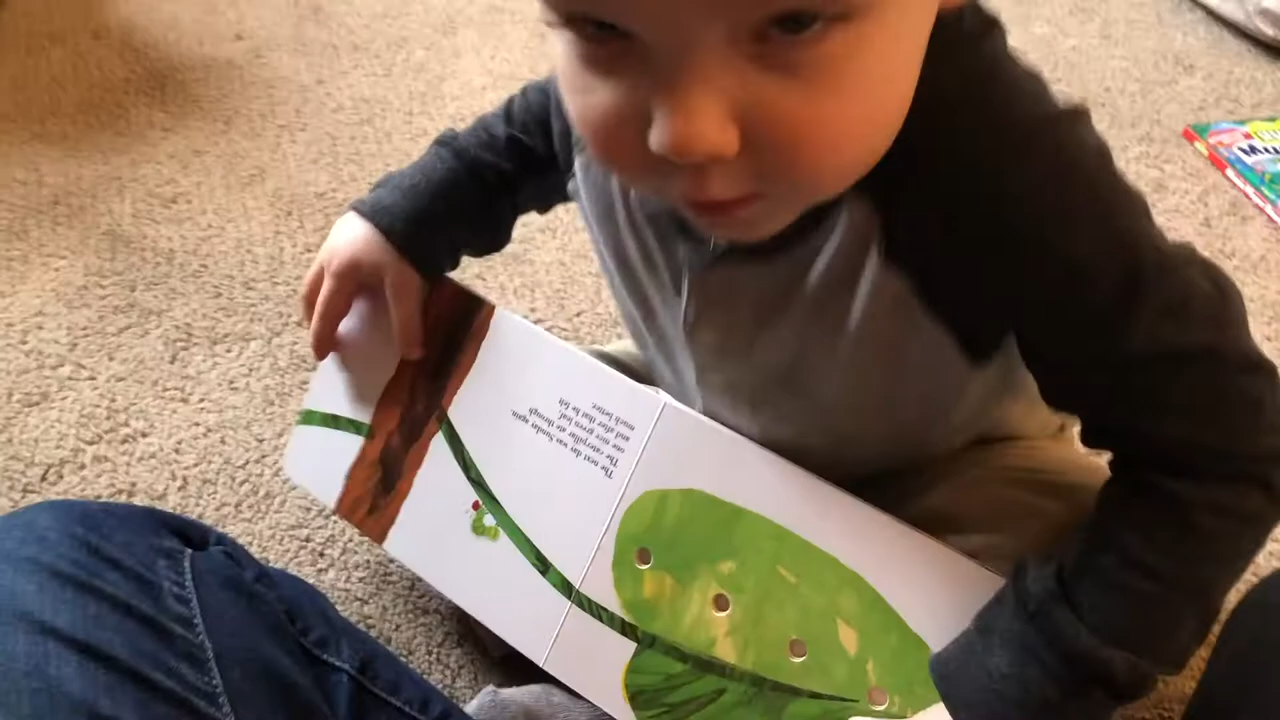 The next day was Sunday again.
The caterpillar ate through
one nice green leaf,
and after that he felt
much better.